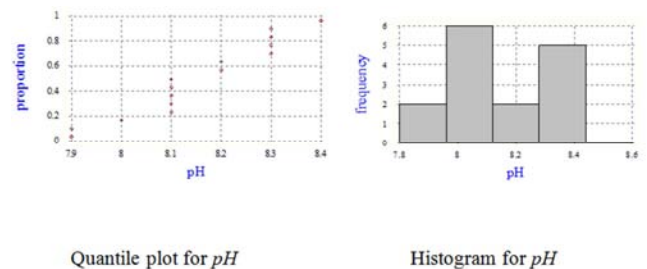 1
0.8
0.6
0.4
0.2
0
proportion
7.9 8 8.1 8.2 8.3 8.4
pH
6
5
4
3
2
1
0
frequency
7.8 8 8.2 8.4 8.6
pH
Quantile plot for pH
Histogram for pH